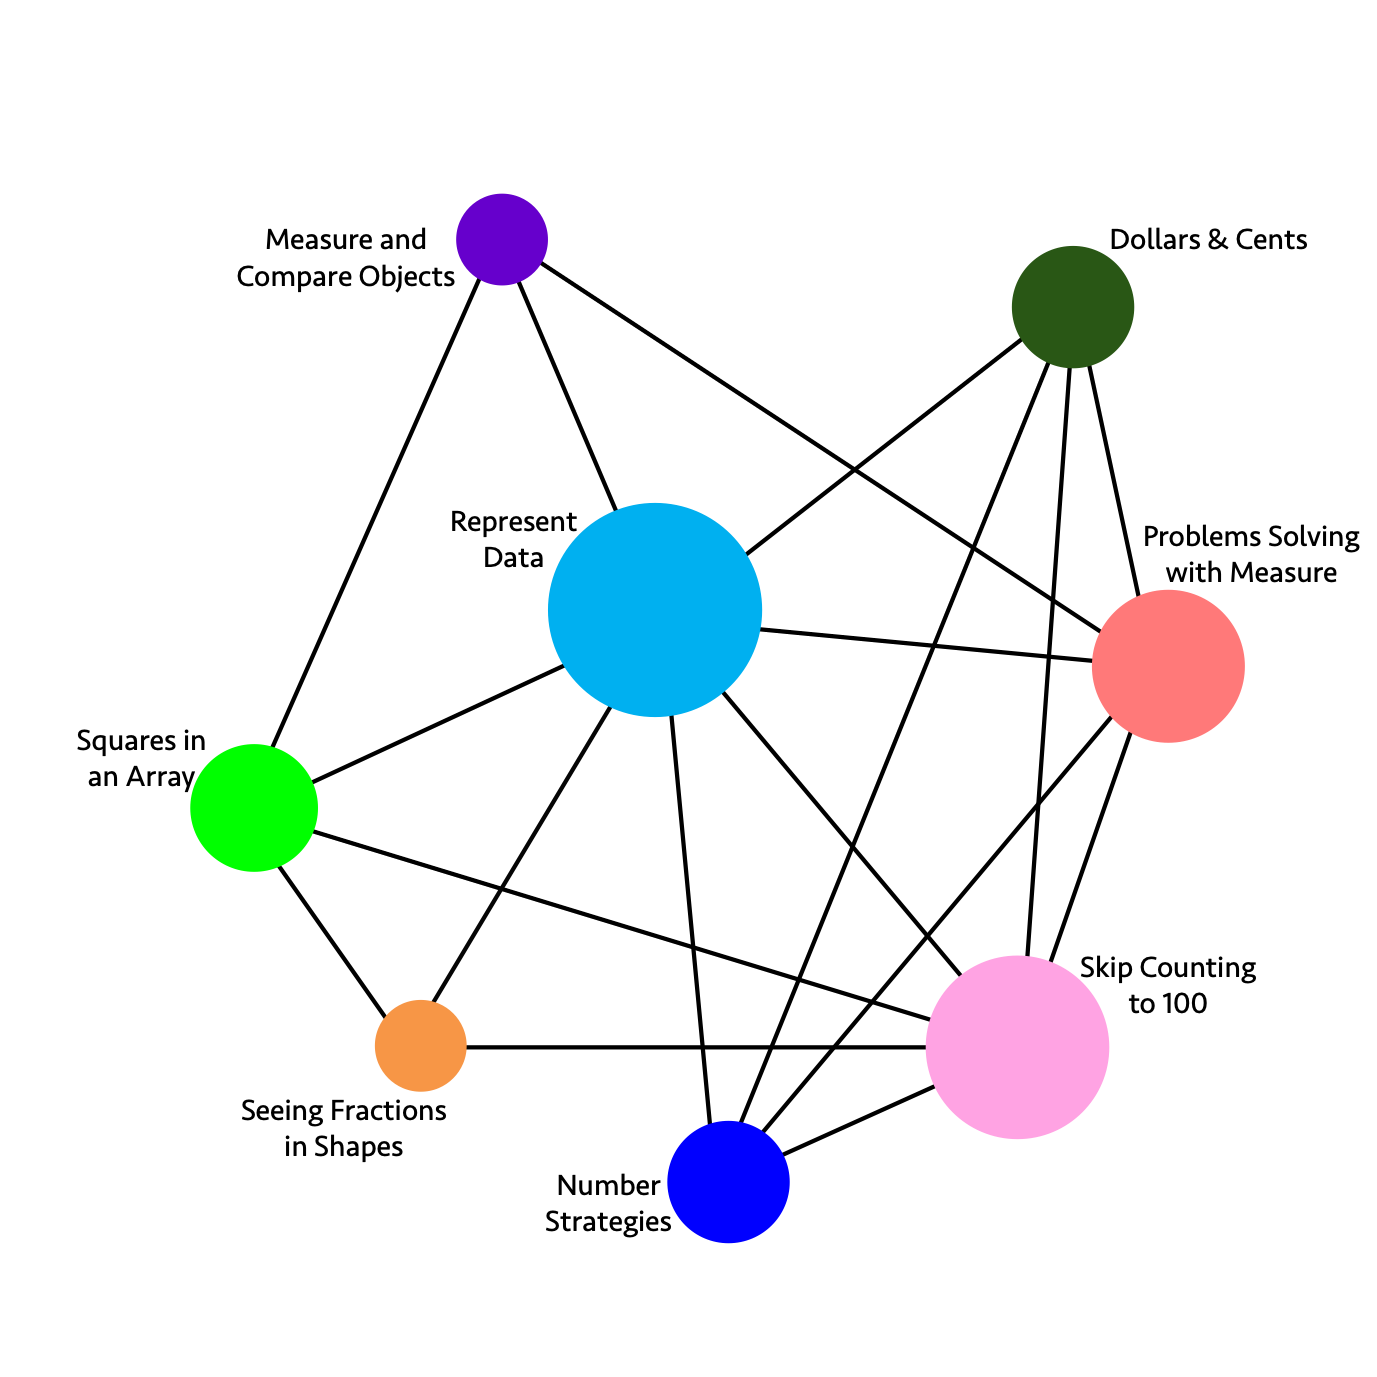 Measure and
Compare Objects
Dollars & Cents
Represent
Data
Problems Solving
with Measure
Squares in
an Array
Skip Counting
to 100
Seeing Fractions
in Shapes
Number
Strategies